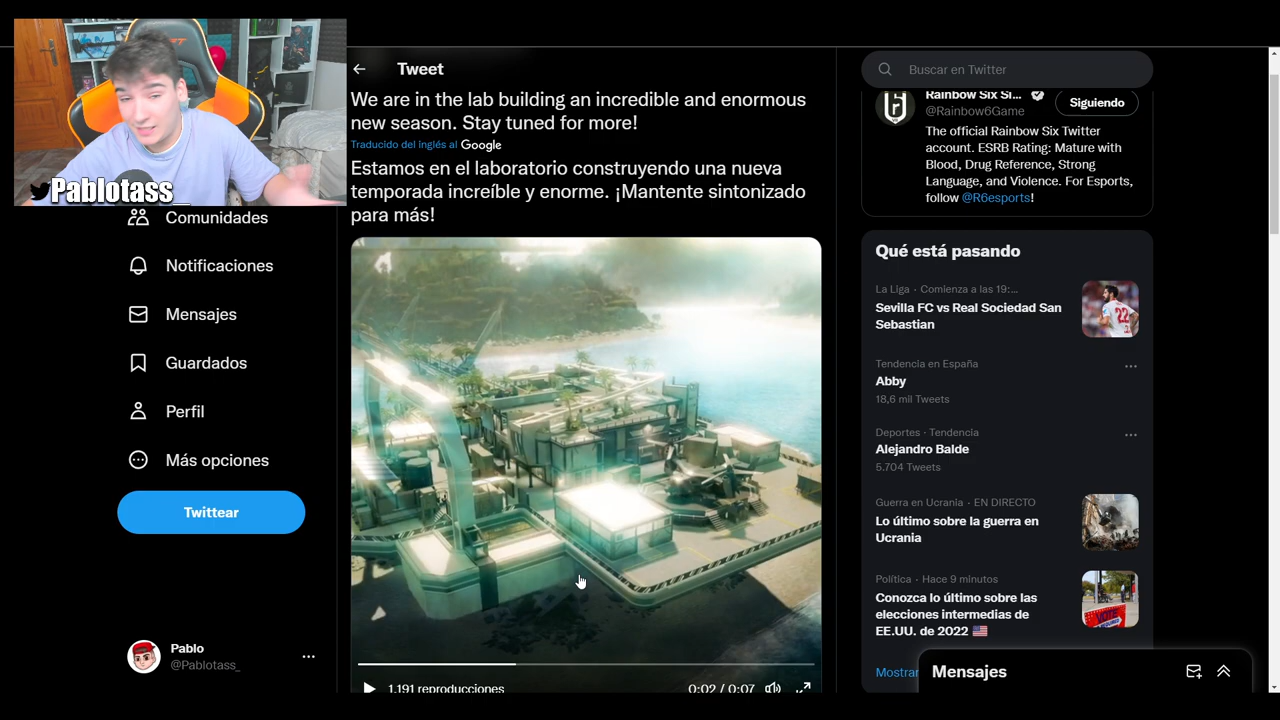 Pablotass_
Comunidades
Notificaciones
Mensajes
Guardados
Perfil
Más opciones
Twittear
Pablo
@Pablotass_
Tweet
We are in the lab building an incredible and enormous
new season. Stay tuned for more!
Traducido del inglés al Google
Estamos en el laboratorio construyendo una nueva
temporada increíble y enorme. ¡Mantente sintonizado
para más!
1.191 reproducciones
0:02 / 0:07
Buscar en Twitter
Rainbow Six Si...
@Rainbow6Game
Siguiendo
The official Rainbow Six Twitter
account. ESRB Rating: Mature with
Blood, Drug Reference, Strong
Language, and Violence. For Esports,
follow @R6esports!
Qué está pasando
La Liga · Comienza a las 19:...
Sevilla FC vs Real Sociedad San
Sebastian
22
Tendencia en España
Abby
18,6 mil Tweets
Deportes · Tendencia
Alejandro Balde
5.704 Tweets
Guerra en Ucrania · EN DIRECTO
Lo último sobre la guerra en
Ucrania
Política · Hace 9 minutos
Conozca lo último sobre las
elecciones intermedias de
EE.UU. de 2022
VOTE
Mostrar
Mensajes